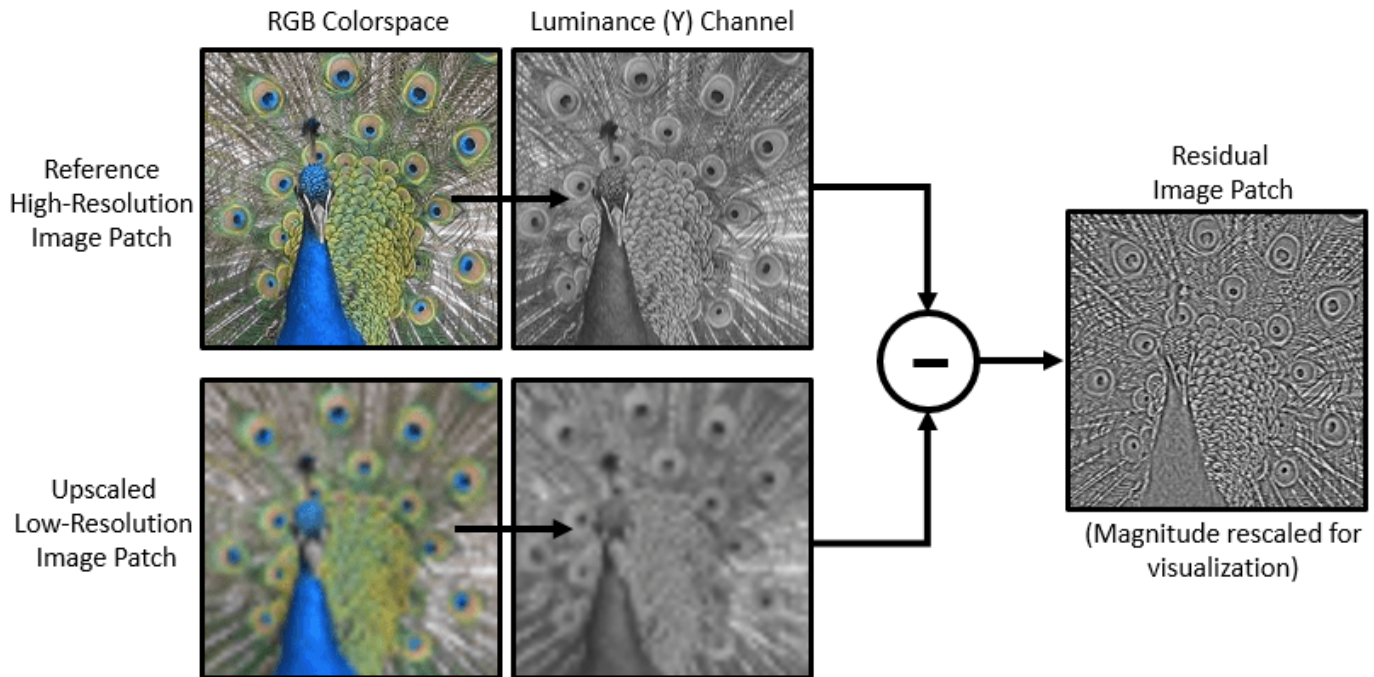 RGB Colorspace
Luminance (Y) Channel
Reference
High-Resolution
Image Patch
Residual
Image Patch
Upscaled
Low-Resolution
Image Patch
(Magnitude rescaled for
visualization)